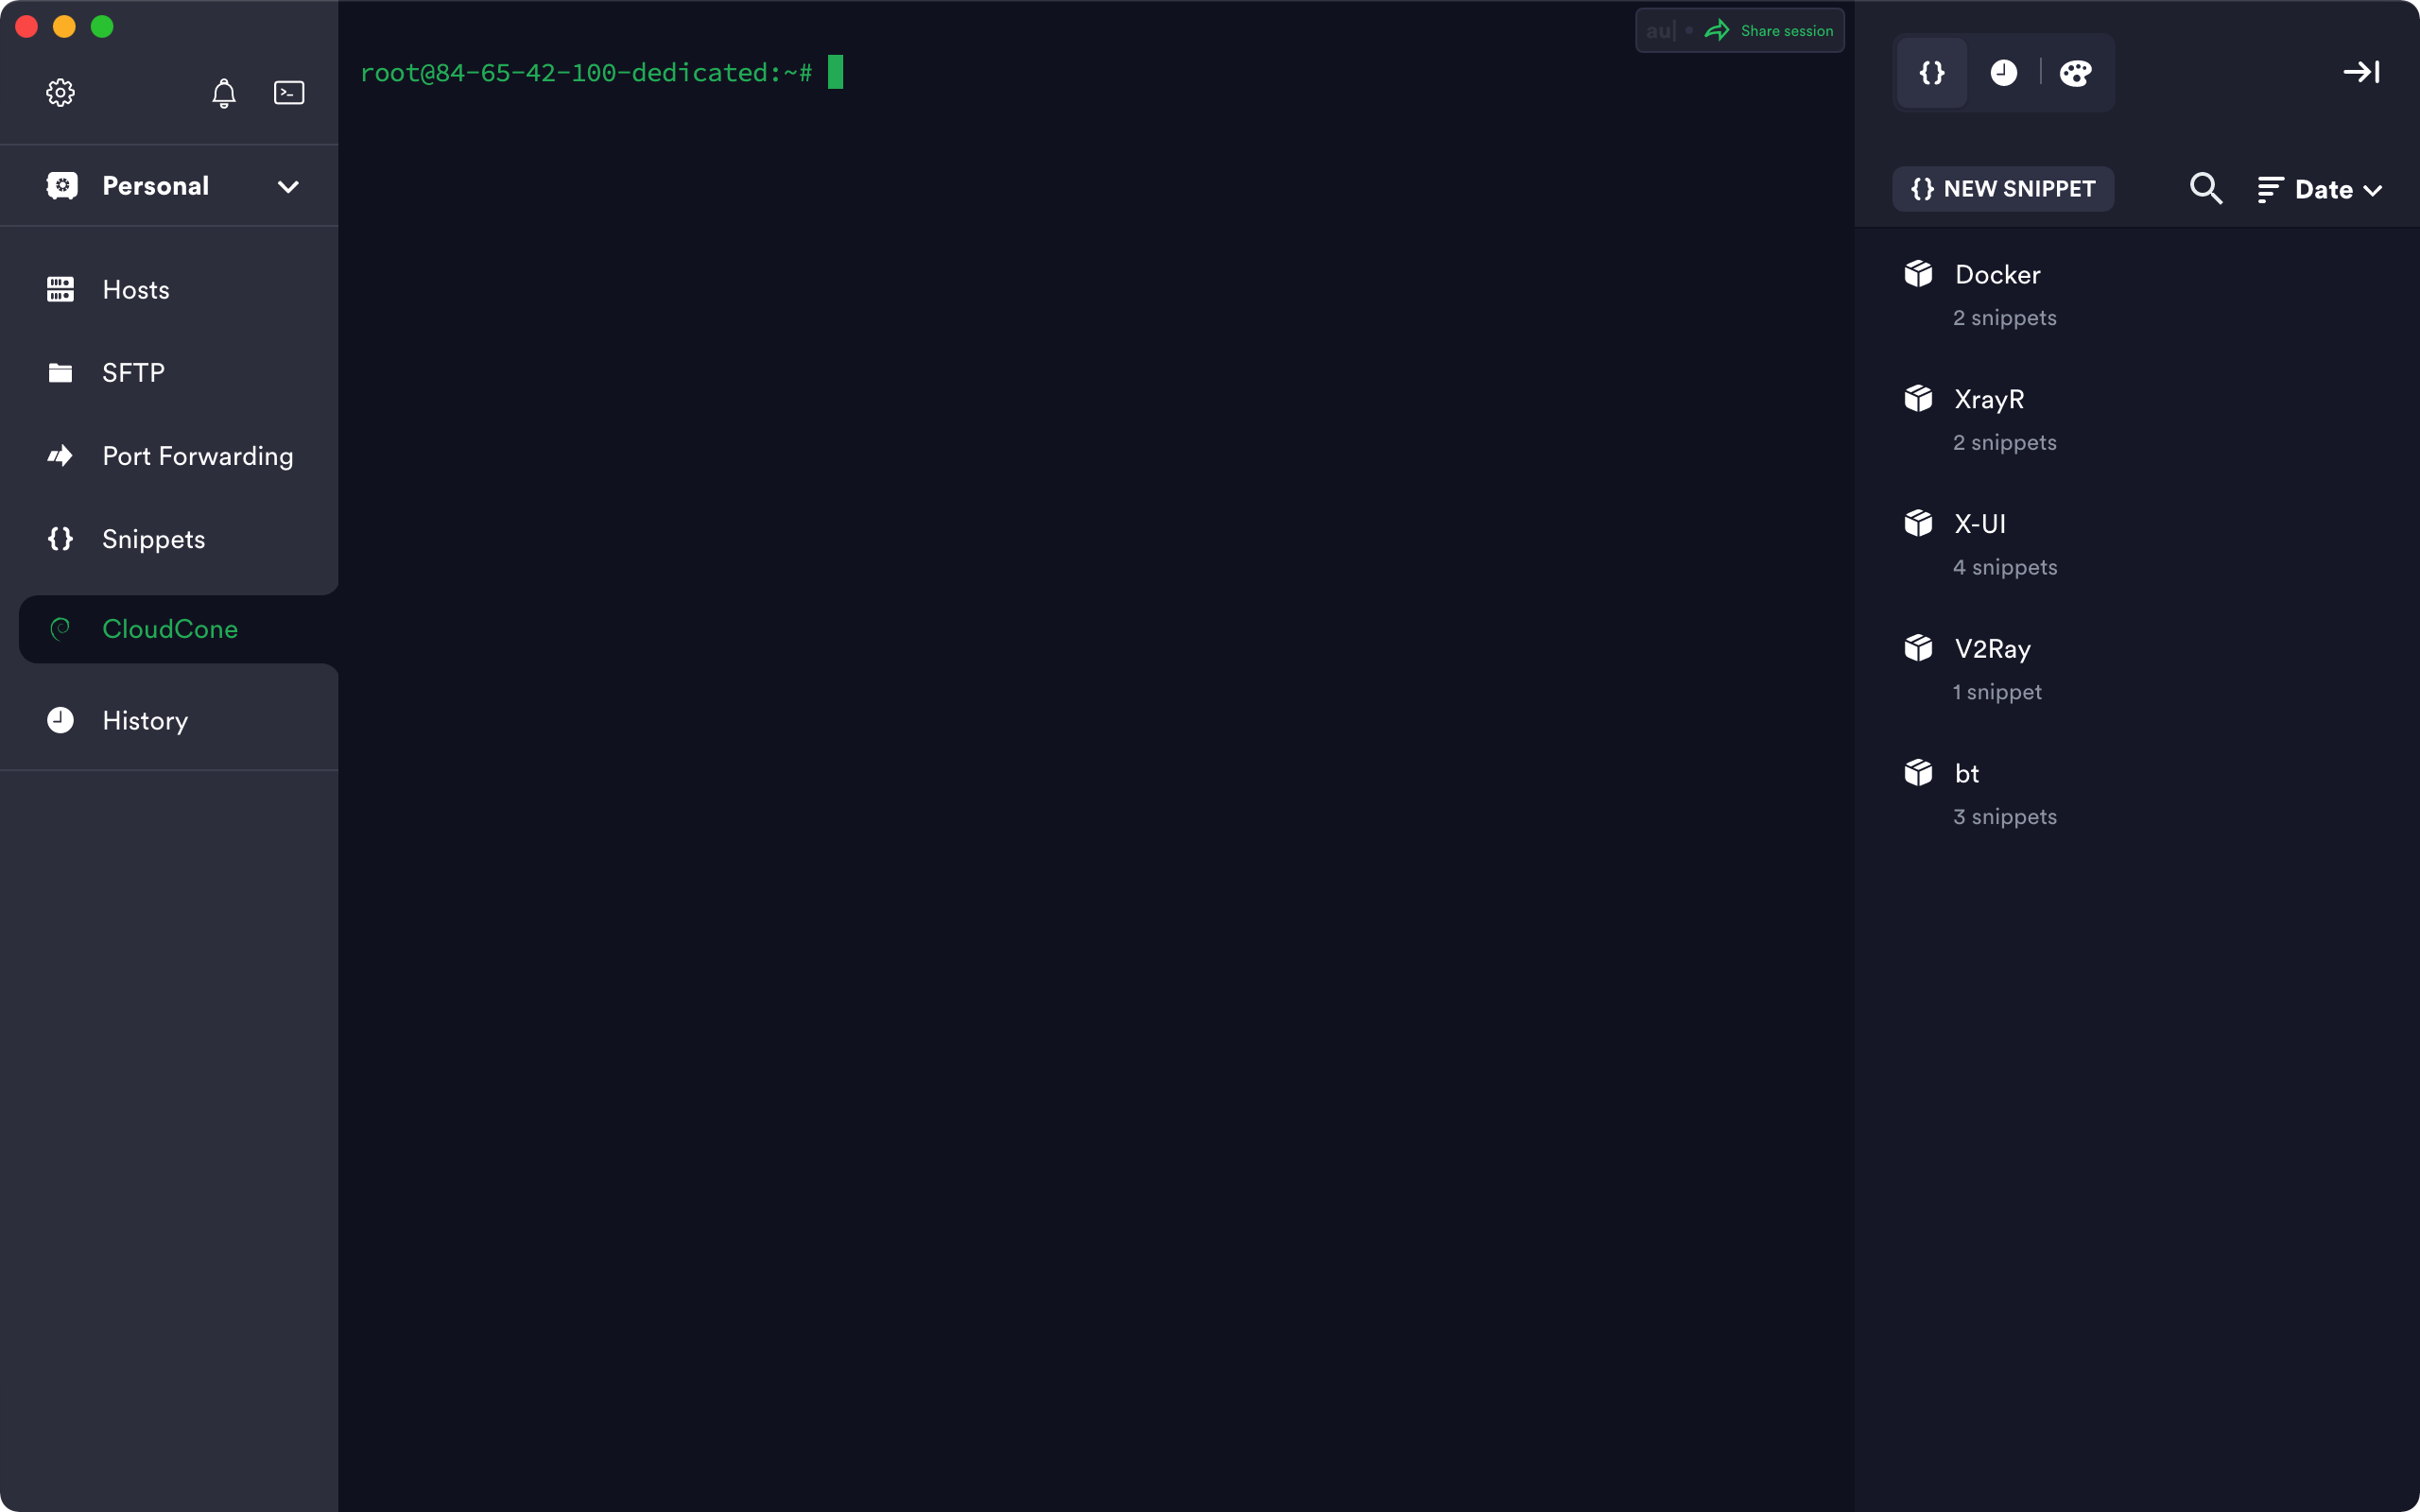 Personal
Hosts
SFTP
Port Forwarding
Snippets
CloudCone
History
root@84-65-42-100-dedicated:~#
au| • Share session
{} NEW SNIPPET
Date
Docker
2 snippets
XrayR
2 snippets
X-UI
4 snippets
V2Ray
1 snippet
bt
3 snippets